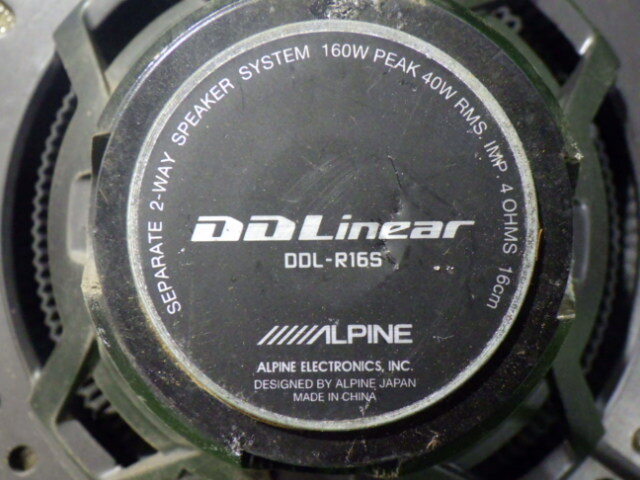 SEPARATE 2-WAY SPEAKER SYSTEM 160W PEAK 40W RMS. IMP. 4 OHMS 16cm
DDLinear
DDL-R16S
/////ALPINE
ALPINE ELECTRONICS, INC.
DESIGNED BY ALPINE JAPAN
MADE IN CHINA